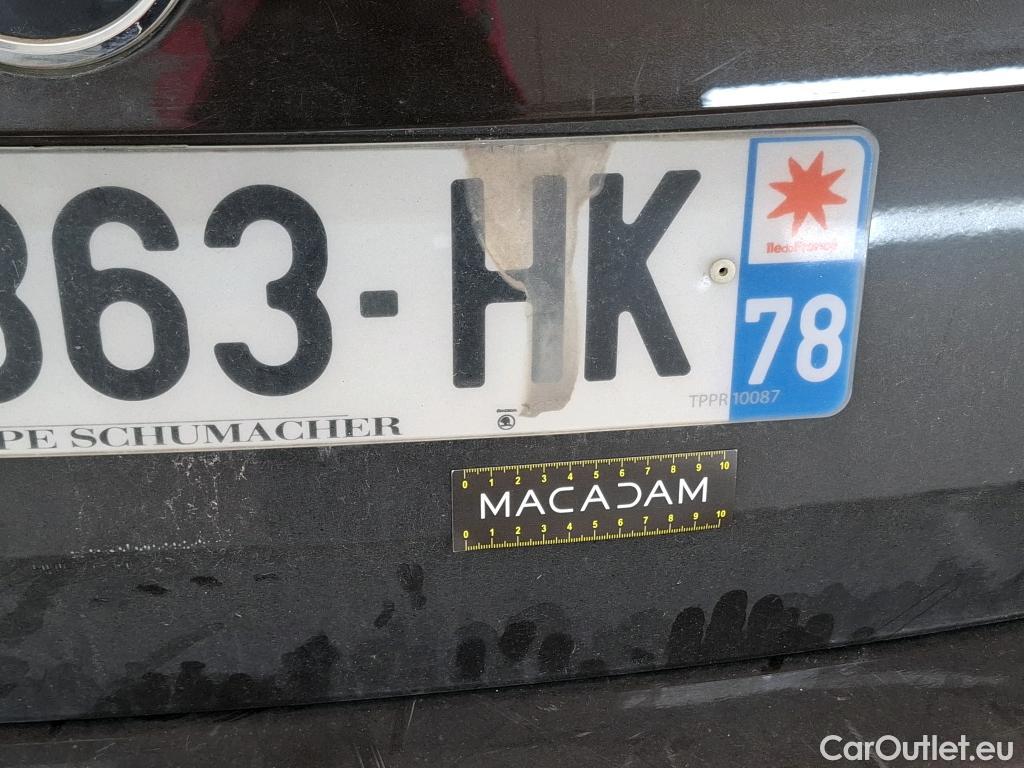 363-HK
IledeFrance
78
TPPR 10087
PE SCHUMACHER
0 1 2 3 4 5 6 7 8 9 10
MACADAM
0 1 2 3 4 5 6 7 8 9 10
CarOutlet.eu